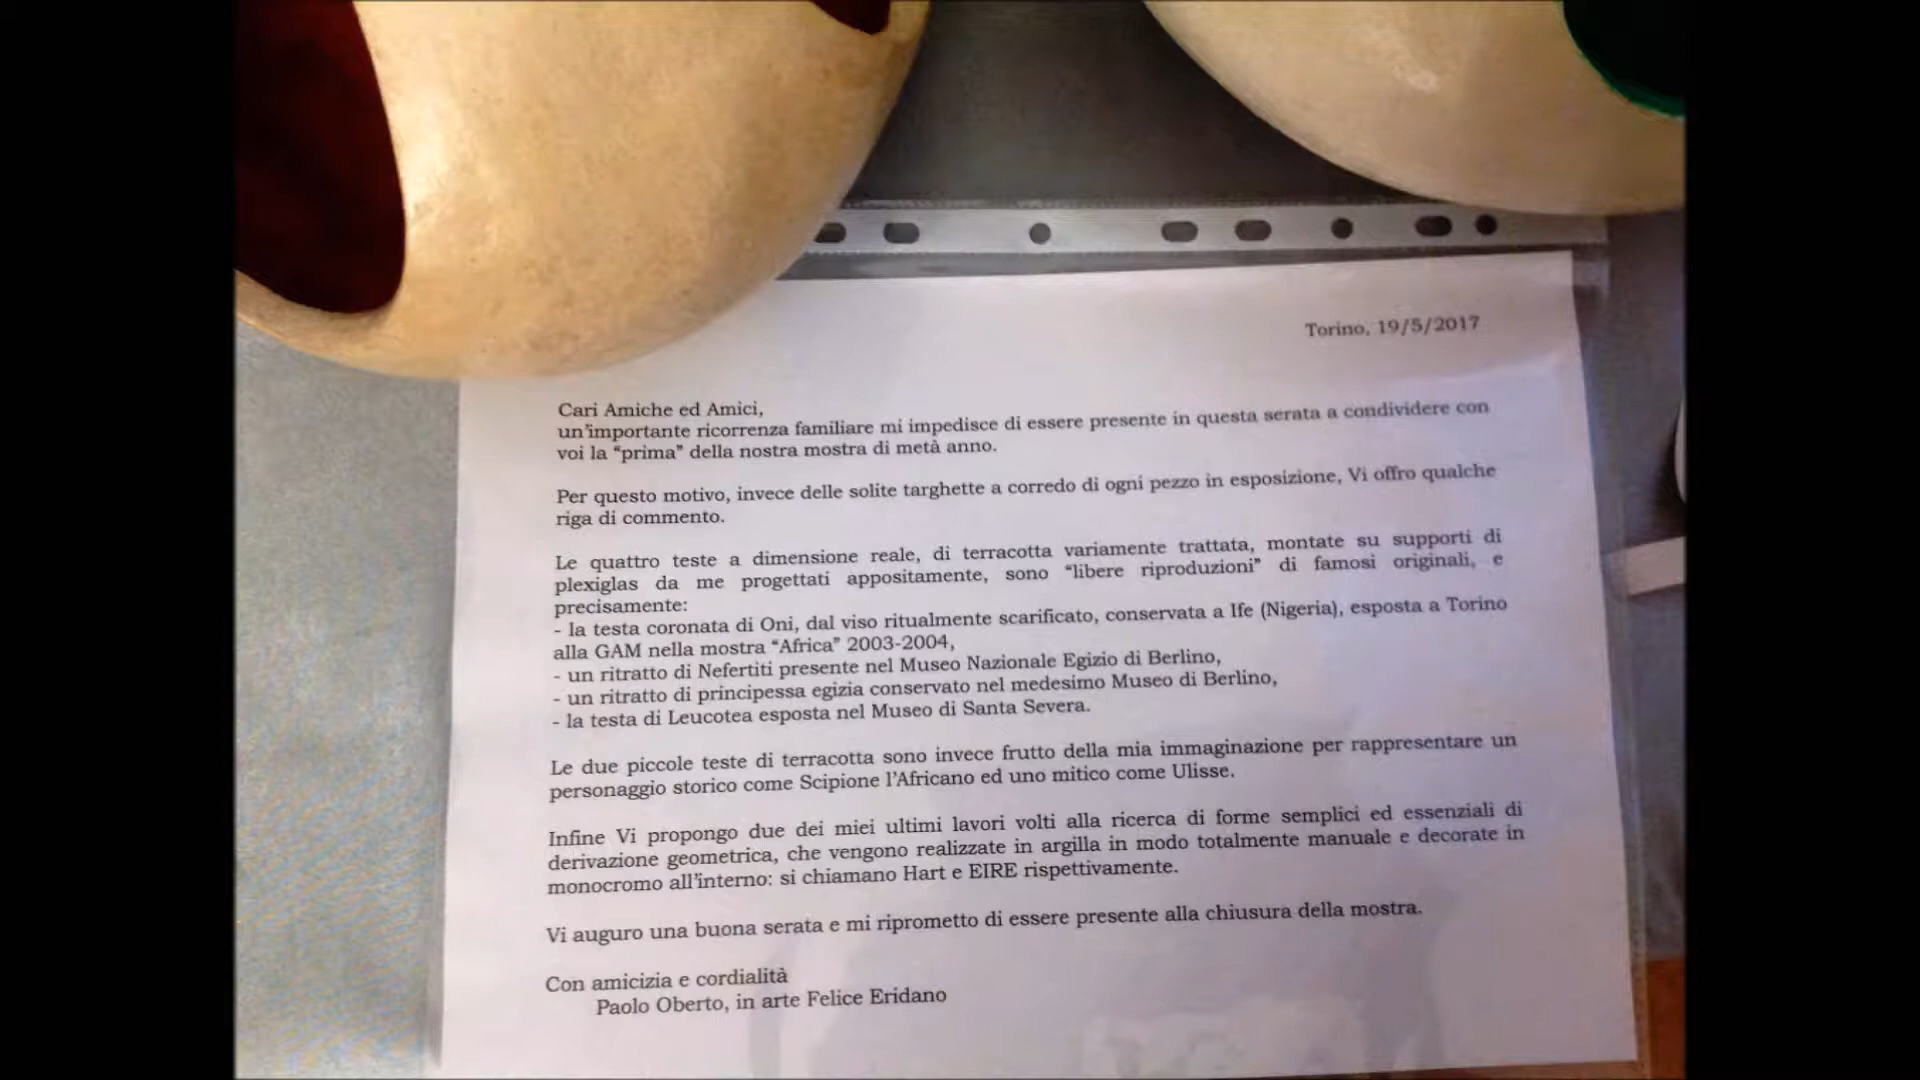 Torino, 19/5/2017
Cari Amiche ed Amici,
un'importante ricorrenza familiare mi impedisce di essere presente in questa serata a condividere con
voi la "prima" della nostra mostra di metà anno.
Per questo motivo, invece delle solite targhette a corredo di ogni pezzo in esposizione, Vi offro qualche
riga di commento.
Le quattro teste a dimensione reale, di terracotta variamente trattata, montate su supporti di
plexiglas da me progettati appositamente, sono "libere riproduzioni" di famosi originali, e
precisamente:
- la testa coronata di Oni, dal viso ritualmente scarificato, conservata a Ife (Nigeria), esposta a Torino
alla GAM nella mostra "Africa" 2003-2004,
- un ritratto di Nefertiti presente nel Museo Nazionale Egizio di Berlino,
- un ritratto di principessa egizia conservato nel medesimo Museo di Berlino,
- la testa di Leucotea esposta nel Museo di Santa Severa.
Le due piccole teste di terracotta sono invece frutto della mia immaginazione per rappresentare un
personaggio storico come Scipione l'Africano ed uno mitico come Ulisse.
Infine Vi propongo due dei miei ultimi lavori volti alla ricerca di forme semplici ed essenziali di
derivazione geometrica, che vengono realizzate in argilla in modo totalmente manuale e decorate in
monocromo all'interno: si chiamano Hart e EIRE rispettivamente.
Vi auguro una buona serata e mi riprometto di essere presente alla chiusura della mostra.
Con amicizia e cordialità
Paolo Oberto, in arte Felice Eridano